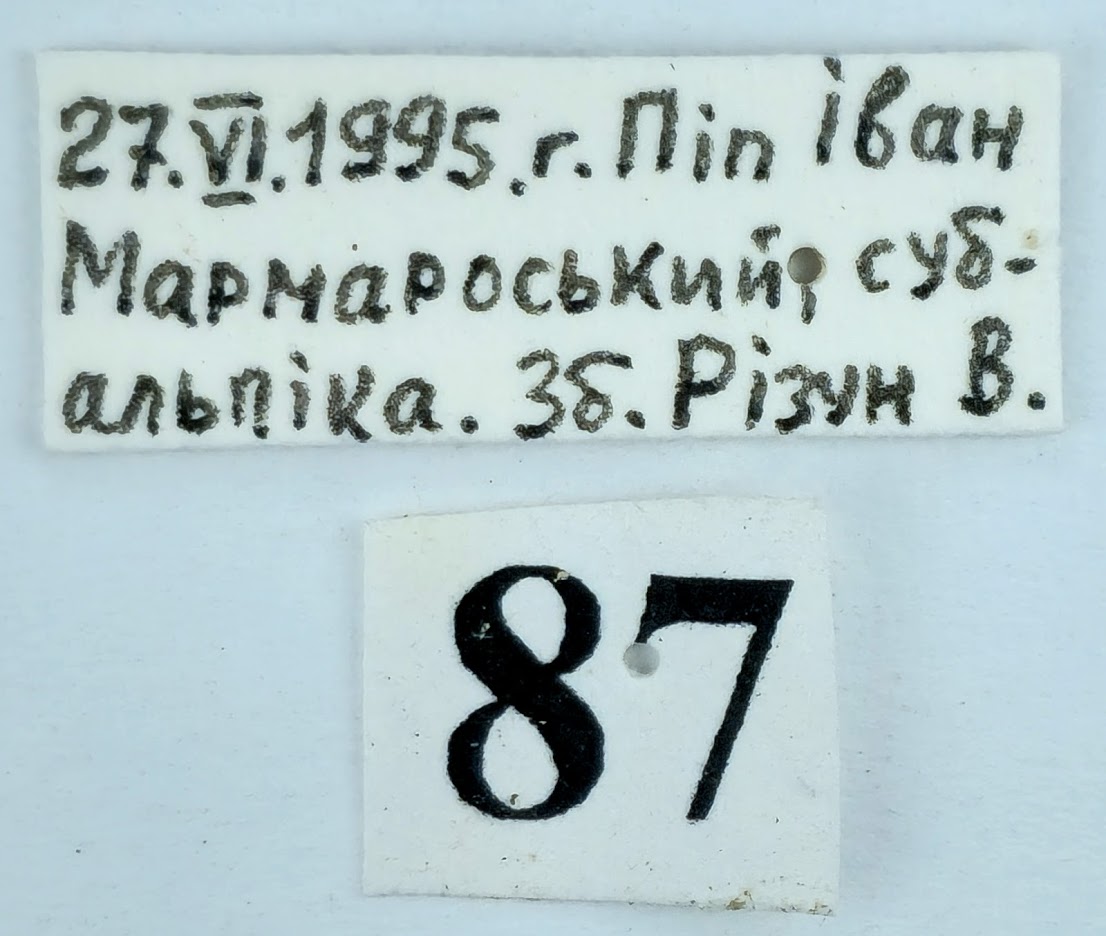 27.VI.1995.г. Піп Іван
Мармароський, суб-
альпіка. Зб. Різун В.
87